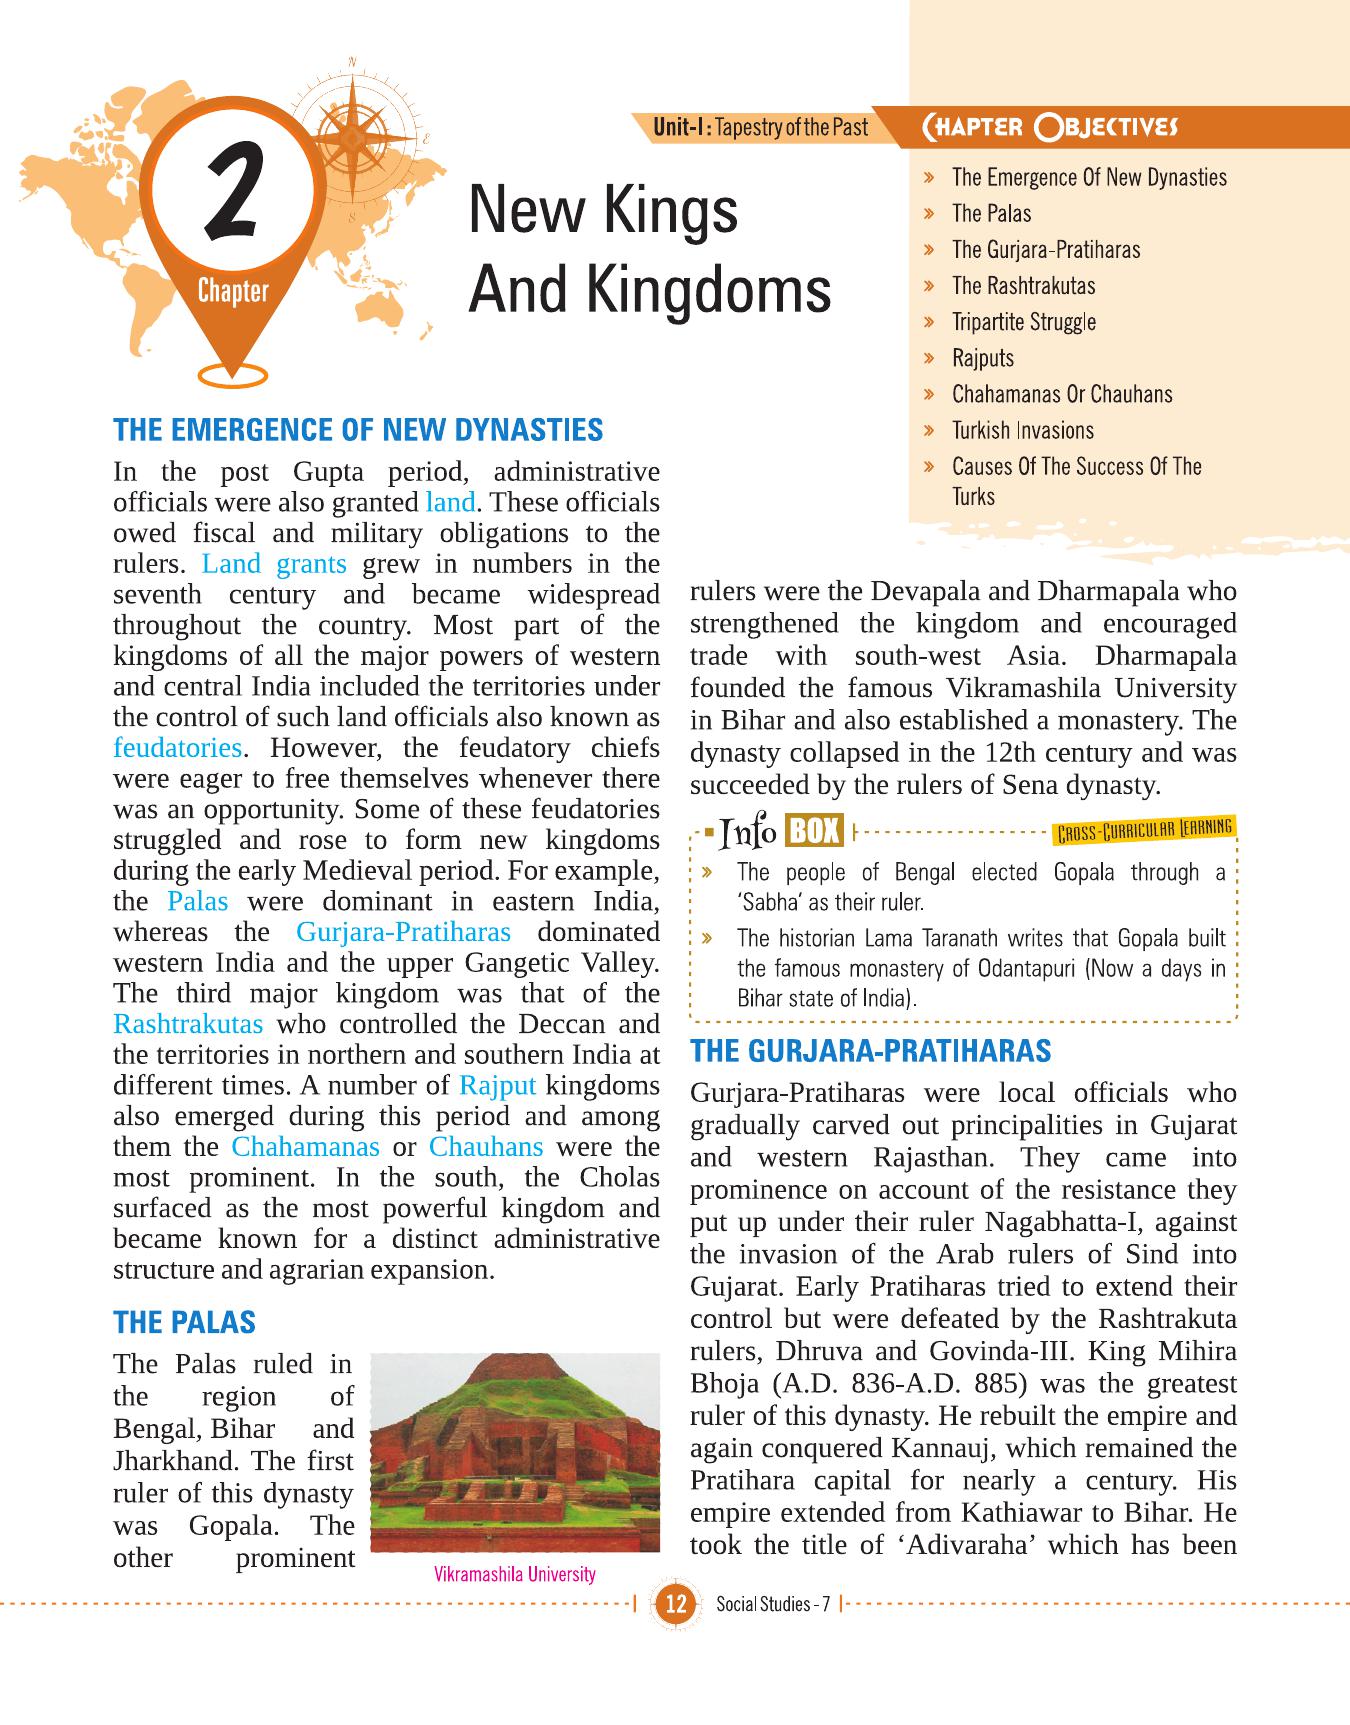 N
E
S
2
Chapter
Unit-I : Tapestry of the Past
CHAPTER OBJECTIVES
» The Emergence Of New Dynasties
» The Palas
» The Gurjara-Pratiharas
» The Rashtrakutas
» Tripartite Struggle
» Rajputs
» Chahamanas Or Chauhans
» Turkish Invasions
» Causes Of The Success Of The
Turks
New Kings
And Kingdoms
THE EMERGENCE OF NEW DYNASTIES
In the post Gupta period, administrative
officials were also granted land. These officials
owed fiscal and military obligations to the
rulers. Land grants grew in numbers in the
seventh century and became widespread
throughout the country. Most part of the
kingdoms of all the major powers of western
and central India included the territories under
the control of such land officials also known as
feudatories. However, the feudatory chiefs
were eager to free themselves whenever there
was an opportunity. Some of these feudatories
struggled and rose to form new kingdoms
during the early Medieval period. For example,
the Palas were dominant in eastern India,
whereas the Gurjara-Pratiharas dominated
western India and the upper Gangetic Valley.
The third major kingdom was that of the
Rashtrakutas who controlled the Deccan and
the territories in northern and southern India at
different times. A number of Rajput kingdoms
also emerged during this period and among
them the Chahamanas or Chauhans were the
most prominent. In the south, the Cholas
surfaced as the most powerful kingdom and
became known for a distinct administrative
structure and agrarian expansion.
THE PALAS
The Palas ruled in
the region of
Bengal, Bihar and
Jharkhand. The first
ruler of this dynasty
was Gopala. The
other prominent
Vikramashila University
rulers were the Devapala and Dharmapala who
strengthened the kingdom and encouraged
trade with south-west Asia. Dharmapala
founded the famous Vikramashila University
in Bihar and also established a monastery. The
dynasty collapsed in the 12th century and was
succeeded by the rulers of Sena dynasty.
Info BOX
CROSS-CURRICULAR LEARNING
» The people of Bengal elected Gopala through a
‘Sabha‘ as their ruler.
» The historian Lama Taranath writes that Gopala built
the famous monastery of Odantapuri (Now a days in
Bihar state of India).
THE GURJARA-PRATIHARAS
Gurjara-Pratiharas were local officials who
gradually carved out principalities in Gujarat
and western Rajasthan. They came into
prominence on account of the resistance they
put up under their ruler Nagabhatta-I, against
the invasion of the Arab rulers of Sind into
Gujarat. Early Pratiharas tried to extend their
control but were defeated by the Rashtrakuta
rulers, Dhruva and Govinda-III. King Mihira
Bhoja (A.D. 836-A.D. 885) was the greatest
ruler of this dynasty. He rebuilt the empire and
again conquered Kannauj, which remained the
Pratihara capital for nearly a century. His
empire extended from Kathiawar to Bihar. He
took the title of ‘Adivaraha’ which has been
12
Social Studies - 7